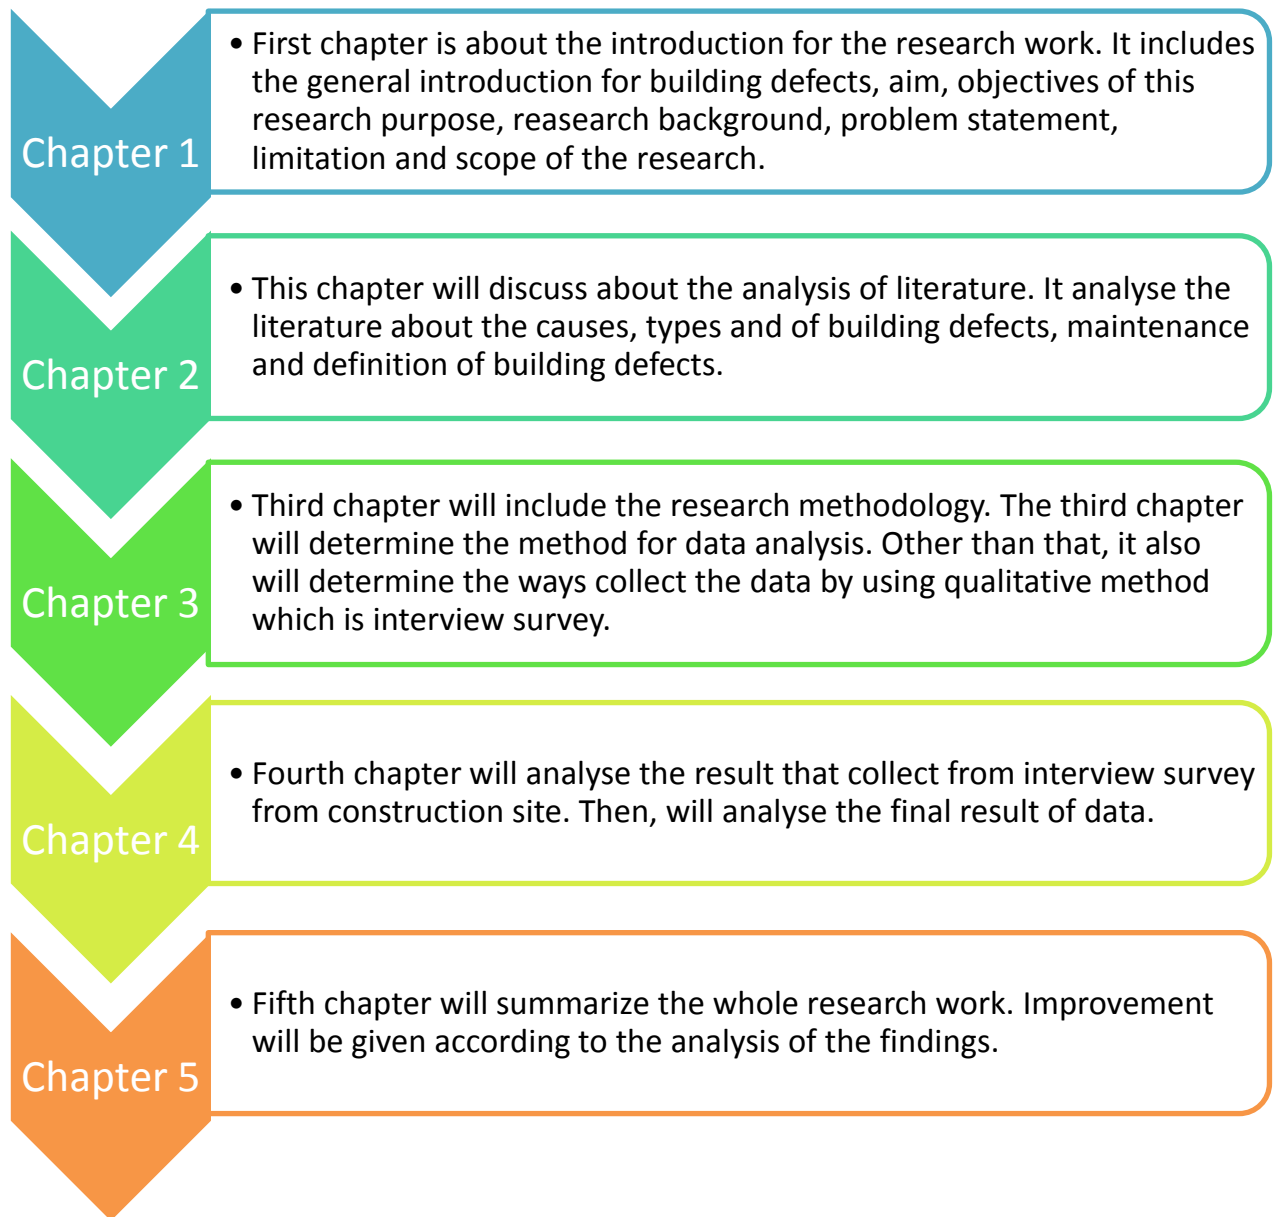 Chapter 1
• First chapter is about the introduction for the research work. It includes
the general introduction for building defects, aim, objectives of this
research purpose, reasearch background, problem statement,
limitation and scope of the research.
Chapter 2
• This chapter will discuss about the analysis of literature. It analyse the
literature about the causes, types and of building defects, maintenance
and definition of building defects.
Chapter 3
• Third chapter will include the research methodology. The third chapter
will determine the method for data analysis. Other than that, it also
will determine the ways collect the data by using qualitative method
which is interview survey.
Chapter 4
• Fourth chapter will analyse the result that collect from interview survey
from construction site. Then, will analyse the final result of data.
Chapter 5
• Fifth chapter will summarize the whole research work. Improvement
will be given according to the analysis of the findings.